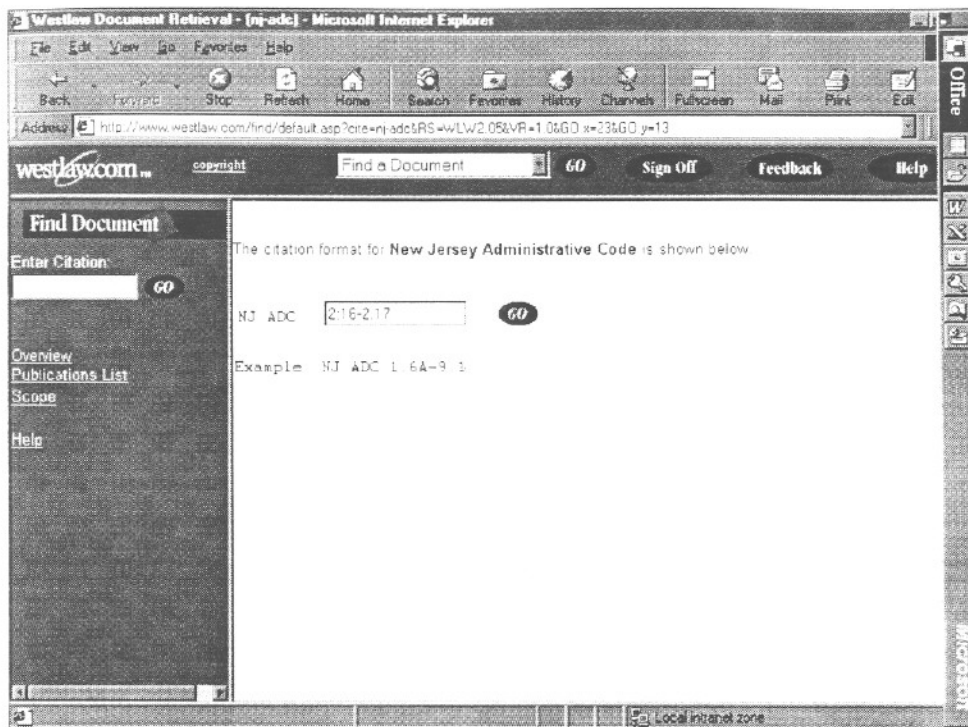 Westlaw Document Retrieval - (nj-adc) - Microsoft Internet Explorer
File Edit View Go Favorites Help
Back Forward Stop Refresh Home Search Favorites History Channels Fullscreen Mail Print Edit
Address http://www.westlaw.com/find/default.asp?cite=nj-adc&RS=WLW2.05&VR=1.0&GO.x=23&GO.y=13
westlaw.com copyright Find a Document GO Sign Off Feedback Help
Find Document
Enter Citation:
GO
Overview
Publications List
Scope
Help
The citation format for New Jersey Administrative Code is shown below
NJ ADC 2:16-2.17 GO
Example NJ ADC 1:6A-9.1
Local intranet zone
Office
Microsoft